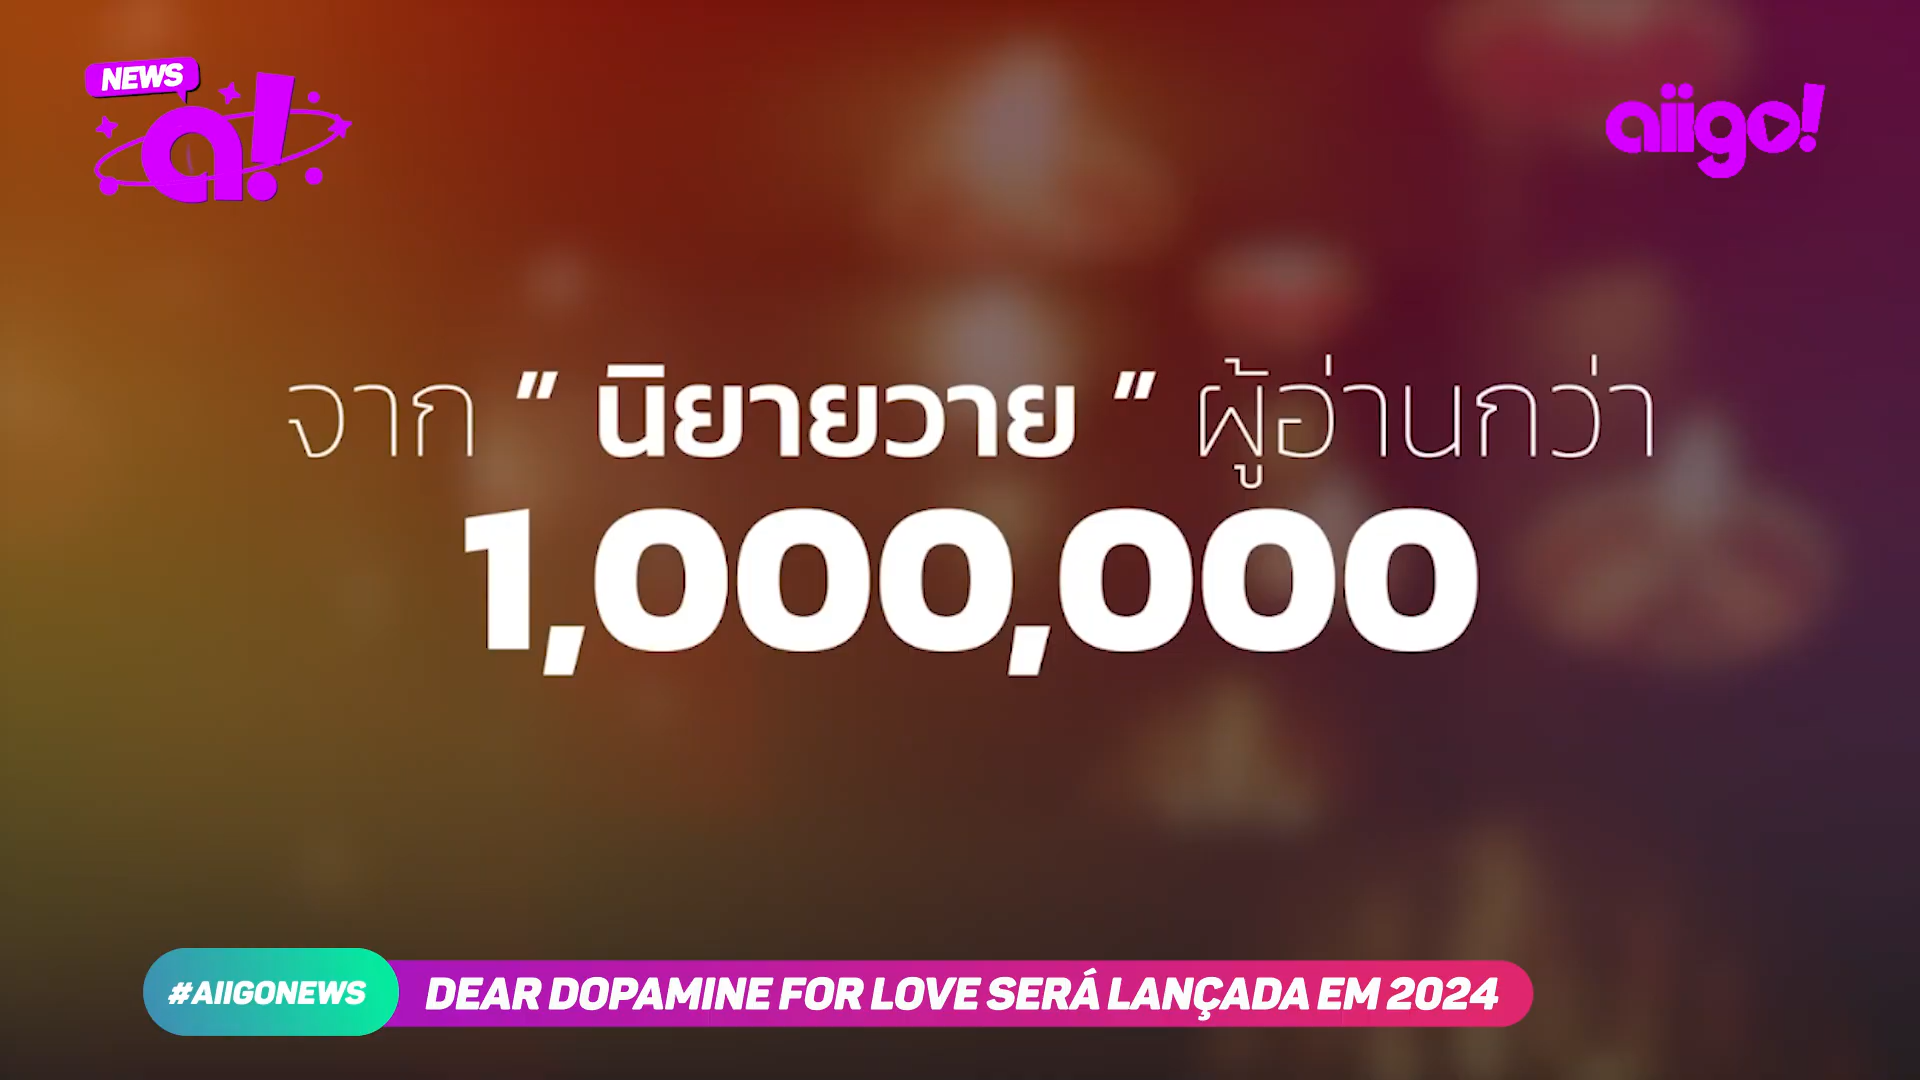 NEWS
a!
aiigo!
จาก " นิยายวาย " ผู้อ่านกว่า
1,000,000
#AIIGONEWS
DEAR DOPAMINE FOR LOVE SERÁ LANÇADA EM 2024